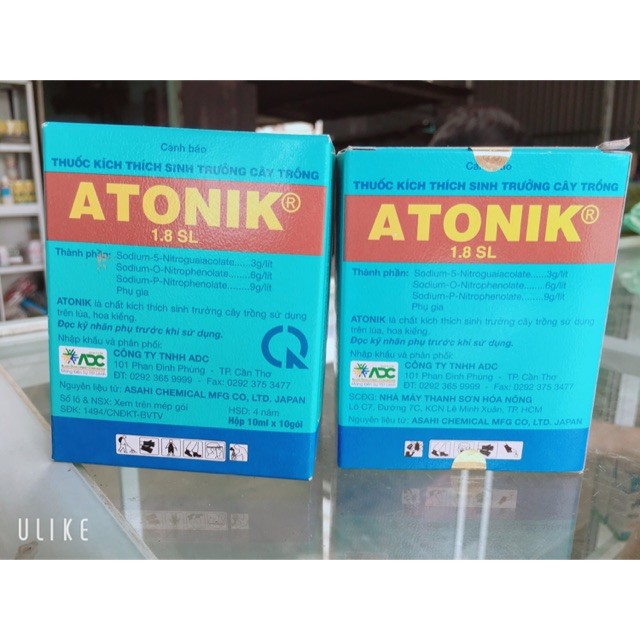 Cảnh báo
THUỐC KÍCH THÍCH SINH TRƯỞNG CÂY TRỒNG
ATONIK®
1.8 SL
Thành phần: Sodium-5-Nitroguaiacolate......3g/lít
Sodium-O-Nitrophenolate........6g/lít
Sodium-P-Nitrophenolate........9g/lít
Phụ gia
ATONIK là chất kích thích sinh trưởng cây trồng sử dụng
trên lúa, hoa kiểng.
Đọc kỹ nhãn phụ trước khi sử dụng.
Nhập khẩu và phân phối:
ADC
CÔNG TY TNHH ADC
101 Phan Đình Phùng - TP. Cần Thơ
ĐT: 0292 365 9999 - Fax: 0292 375 3477
Nguyên liệu từ: ASAHI CHEMICAL MFG CO, LTD. JAPAN
Số lô & NSX: Xem trên mép gói
HSD: 4 năm
SĐK: 1494/CNĐKT-BVTV
Hộp 10ml x 10gói
Cảnh báo
THUỐC KÍCH THÍCH SINH TRƯỞNG CÂY TRỒNG
ATONIK®
1.8 SL
Thành phần: Sodium-5-Nitroguaiacolate......3g/lít
Sodium-O-Nitrophenolate........6g/lít
Sodium-P-Nitrophenolate........9g/lít
Phụ gia
ATONIK là chất kích thích sinh trưởng cây trồng sử dụng
trên lúa, hoa kiểng.
Đọc kỹ nhãn phụ trước khi sử dụng.
Nhập khẩu và phân phối:
ADC
CÔNG TY TNHH ADC
101 Phan Đình Phùng - TP. Cần Thơ
ĐT: 0292 365 9999 - Fax: 0292 375 3477
SCĐG: NHÀ MÁY THANH SƠN HÓA NÔNG
Lô C7, Đường 7C, KCN Lê Minh Xuân, TP. HCM
Nguyên liệu từ: ASAHI CHEMICAL MFG CO, LTD. JAPAN
ULIKE